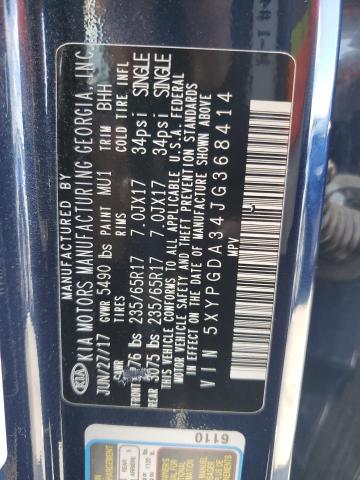 MANUFACTURED BY
KIA MOTORS MANUFACTURING GEORGIA, INC.
KIA
JUN/27/17 GVWR 5490 lbs PAINT MU1 TRIM BHH
TIRES RIMS COLD TIRE INFL
FRONT 235/65R17 7.0JX17 34psi SINGLE
REAR 3075 lbs 235/65R17 7.0JX17 34psi SINGLE
THIS VEHICLE CONFORMS TO ALL APPLICABLE U.S.A. FEDERAL
MOTOR VEHICLE SAFETY AND THEFT PREVENTION STANDARDS
IN EFFECT ON THE DATE OF MANUFACTURE SHOWN ABOVE
VIN 5XYPGDA34JG368414
MPV
6110